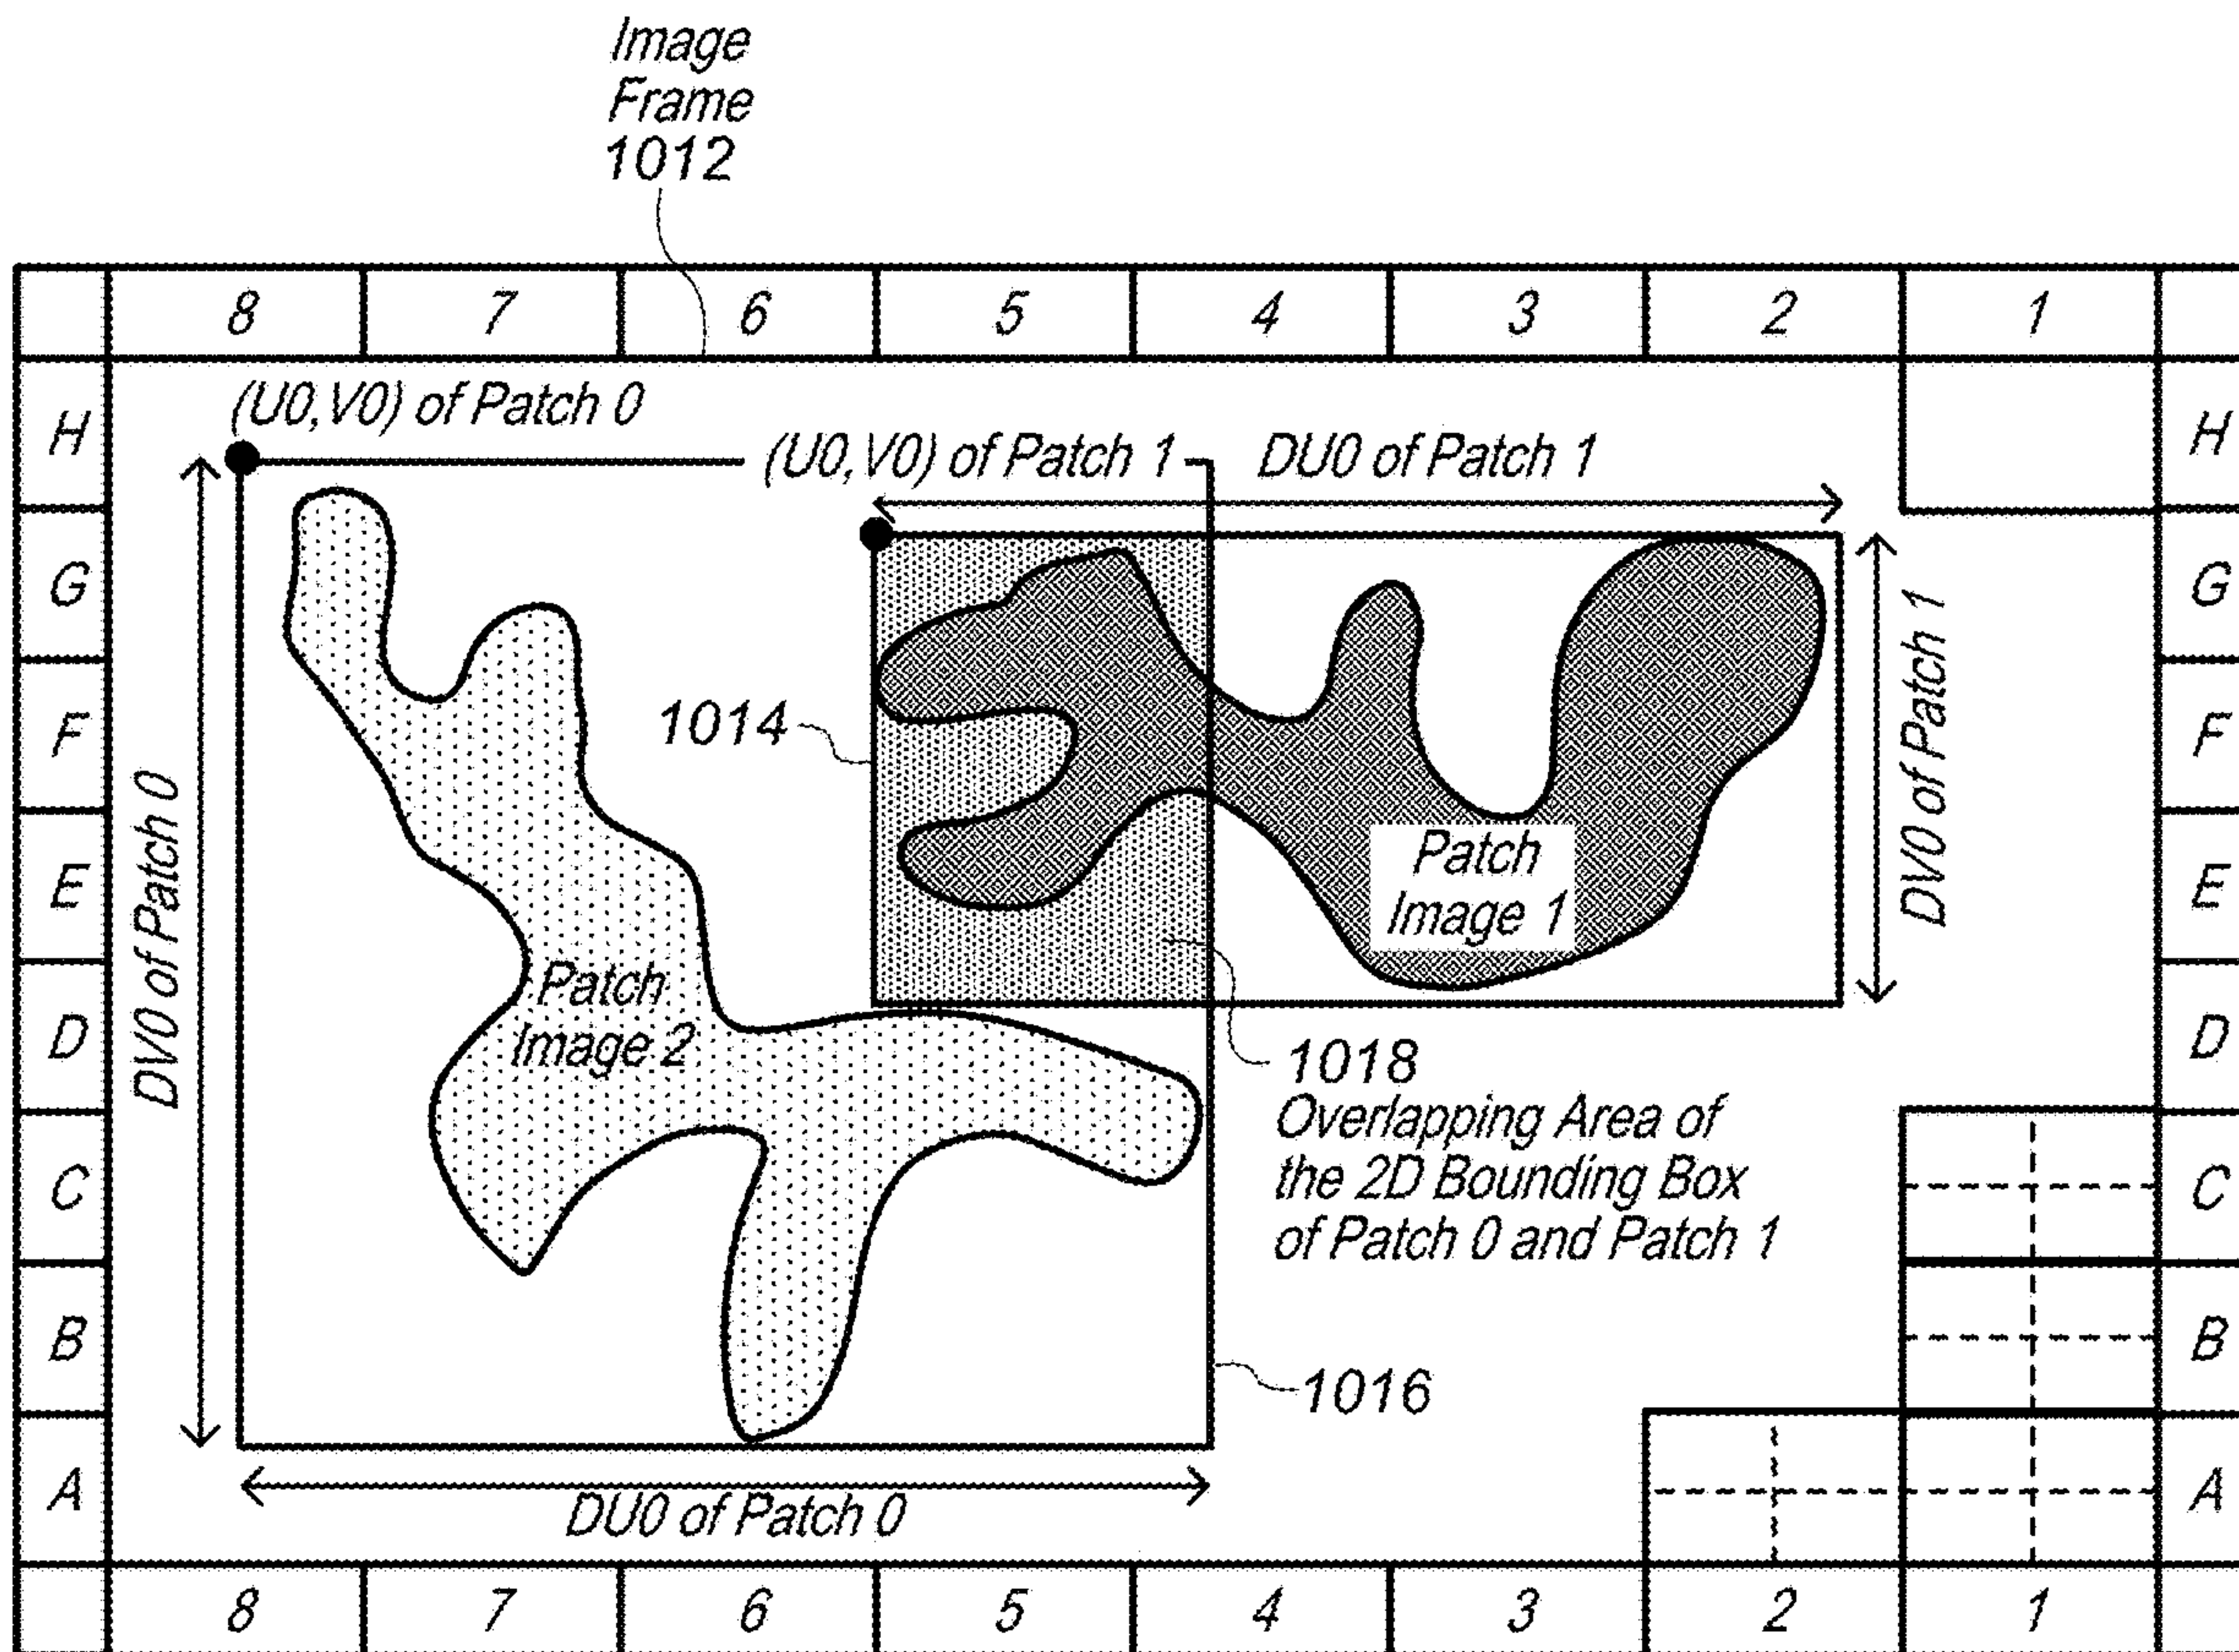 Image
Frame
1012
8 7 6 5 4 3 2 1
H
(U0,V0) of Patch 0
H
(U0,V0) of Patch 1
DU0 of Patch 1
G
G
DV0 of Patch 1
F
1014
F
DV0 of Patch 0
E
Patch
Image 1
E
Patch
Image 2
D
D
1018
Overlapping Area of
the 2D Bounding Box
of Patch 0 and Patch 1
C
C
B
1016
B
A
A
DU0 of Patch 0
8 7 6 5 4 3 2 1